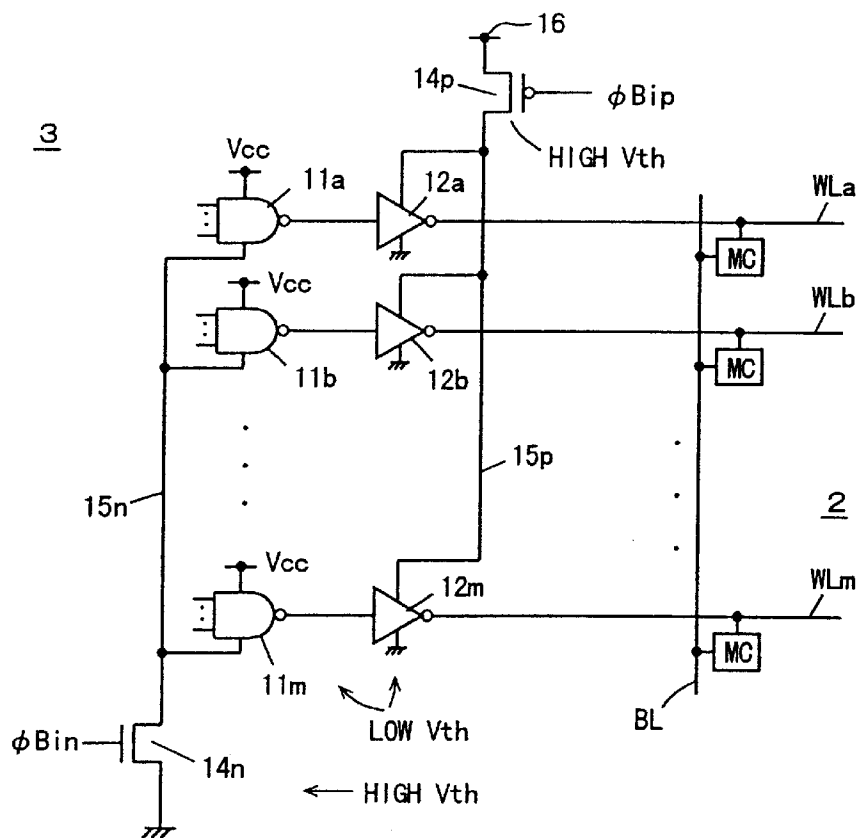 16
14p
φBip
3
HIGH Vth
Vcc
11a
12a
WLa
MC
Vcc
WLb
11b
12b
MC
15p
15n
2
Vcc
12m
WLm
11m
MC
LOW Vth
BL
φBin
14n
← HIGH Vth